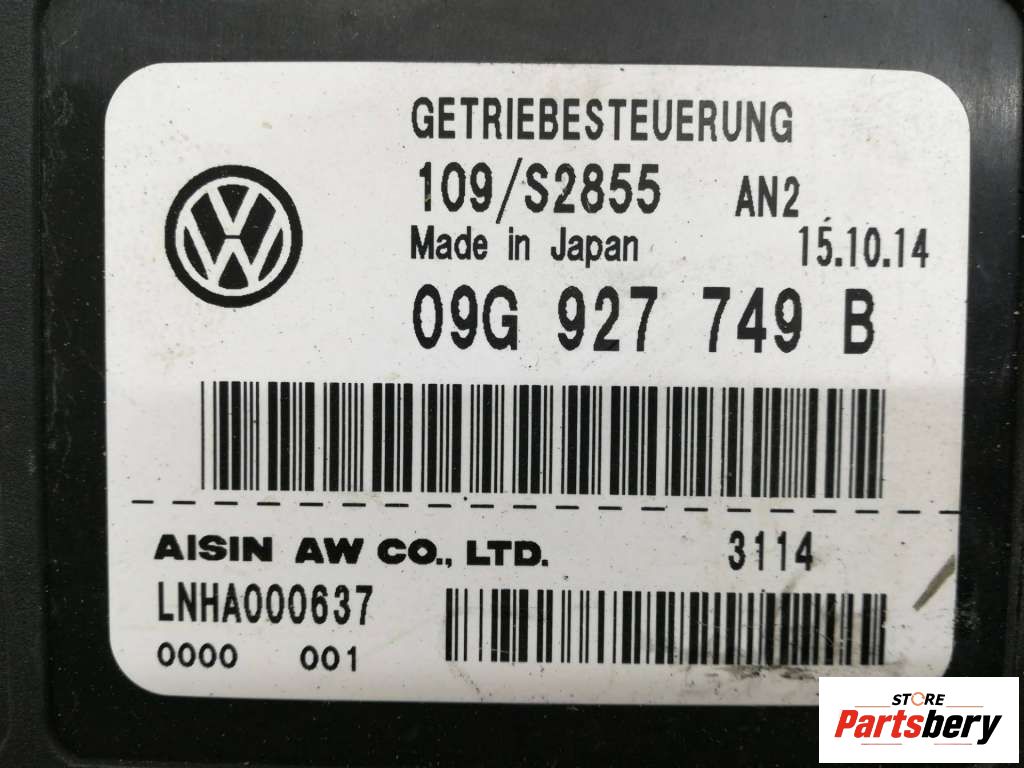 GETRIEBESTEUERUNG
109/S2855 AN2
Made in Japan 15.10.14
09G 927 749 B
AISIN AW CO., LTD. 3114
LNHA000637
0000 001
STORE
Partsbery